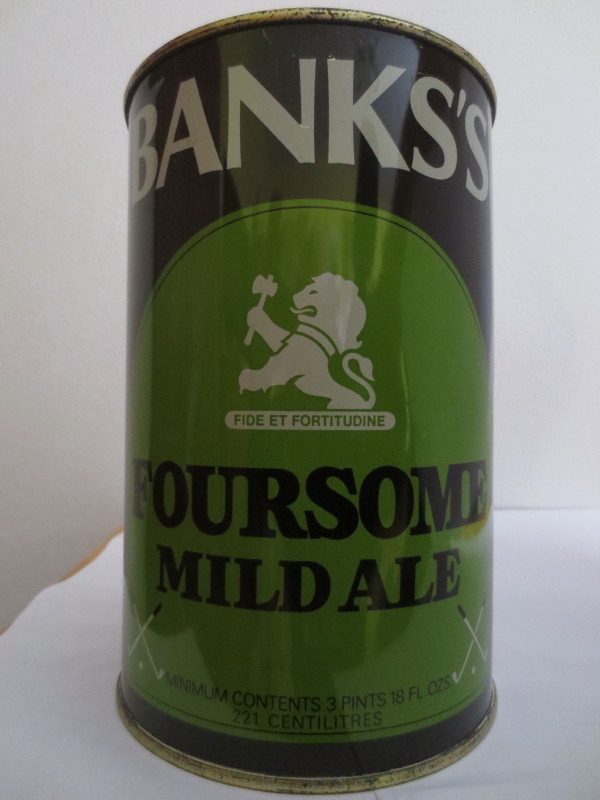 BANKS'S
FIDE ET FORTITUDINE
FOURSOME
MILD ALE
MINIMUM CONTENTS 3 PINTS 18 FL. OZS
221 CENTILITRES